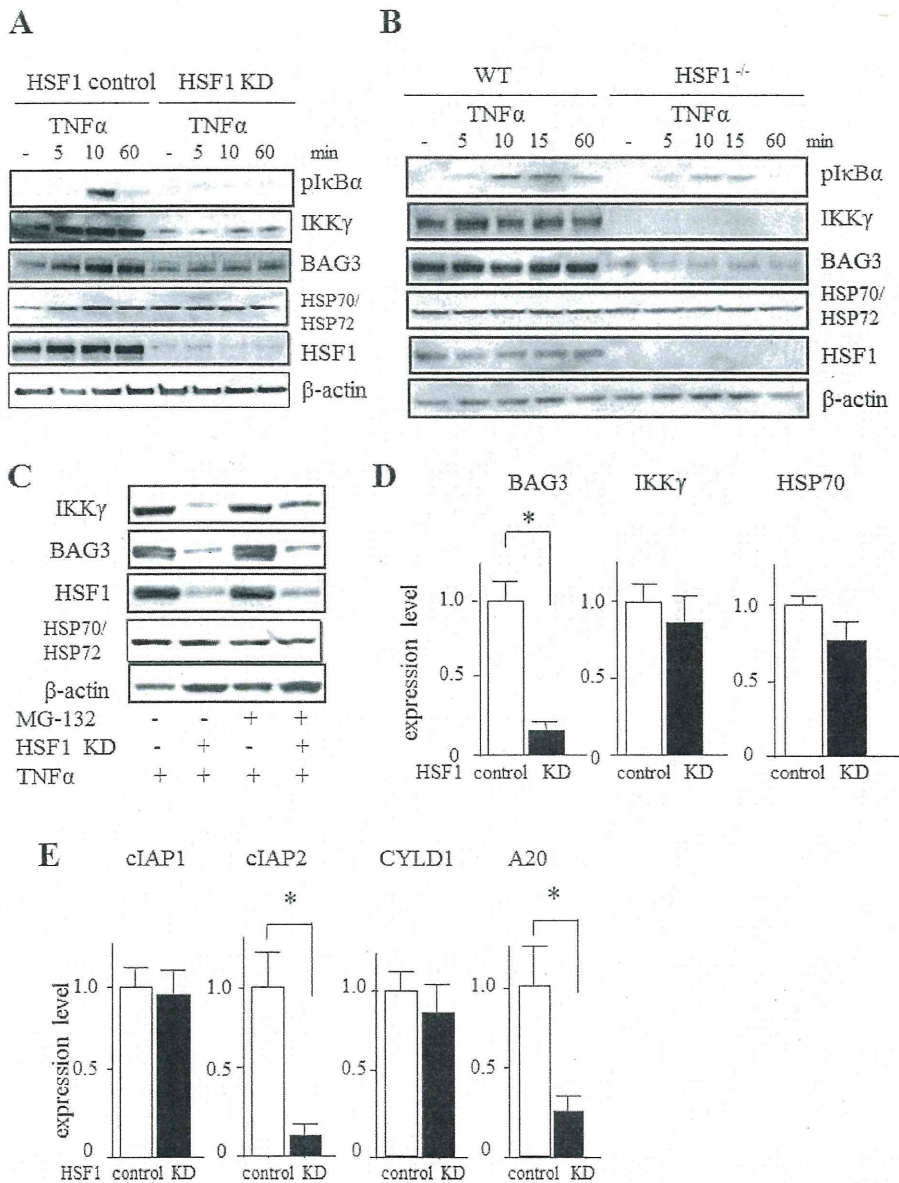 A
HSF1 control HSF1 KD
TNFα TNFα
- 5 10 60 - 5 10 60 min
pIκBα
IKKγ
BAG3
HSP70/
HSP72
HSF1
β-actin
B
WT HSF1 -/-
TNFα TNFα
- 5 10 15 60 - 5 10 15 60 min
pIκBα
IKKγ
BAG3
HSP70/
HSP72
HSF1
β-actin
C
IKKγ
BAG3
HSF1
HSP70/
HSP72
β-actin
MG-132 - - + +
HSF1 KD - + - +
TNFα + + + +
D
BAG3 IKKγ HSP70
*
expression level
1.0 1.0 1.0
0.5 0.5 0.5
0 0 0
HSF1 control KD control KD control KD
E
cIAP1 cIAP2 CYLD1 A20
* *
expression level
1.0 1.0 1.0 1.0
0.5 0.5 0.5 0.5
0 0 0 0
HSF1 control KD control KD control KD control KD